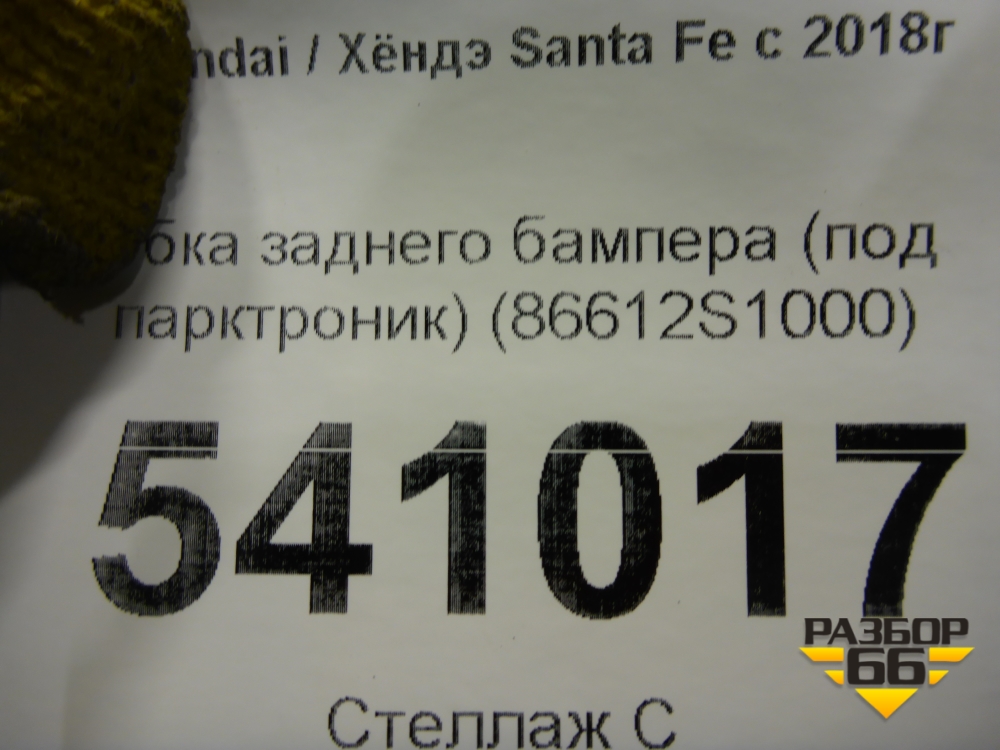 ndai / Хёндэ Santa Fe с 2018г
бка заднего бампера (под
парктроник) (86612S1000)
541017
РАЗБОР
66
Стеллаж С